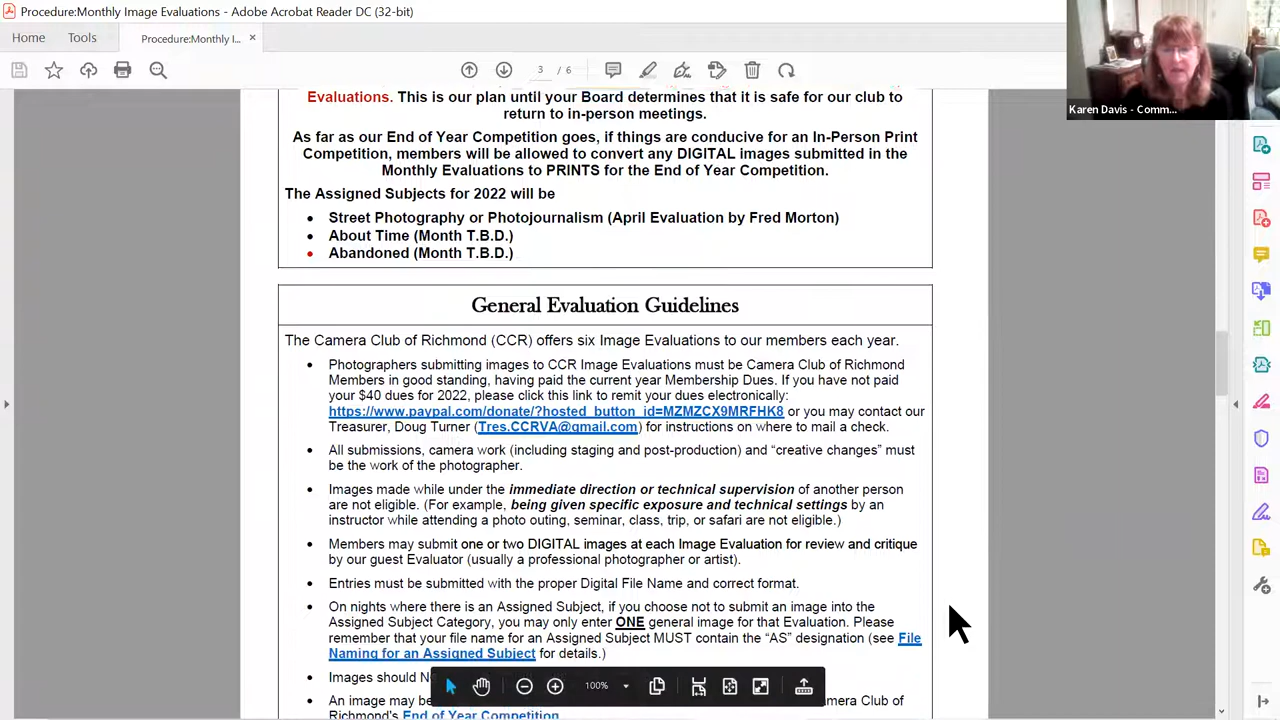 Procedure:Monthly Image Evaluations - Adobe Acrobat Reader DC (32-bit)
Home Tools Procedure:Monthly I... ×
3 / 6
Karen Davis - Comm...
Evaluations. This is our plan until your Board determines that it is safe for our club to
return to in-person meetings.
As far as our End of Year Competition goes, if things are conducive for an In-Person Print
Competition, members will be allowed to convert any DIGITAL images submitted in the
Monthly Evaluations to PRINTS for the End of Year Competition.
The Assigned Subjects for 2022 will be
• Street Photography or Photojournalism (April Evaluation by Fred Morton)
• About Time (Month T.B.D.)
• Abandoned (Month T.B.D.)
General Evaluation Guidelines
The Camera Club of Richmond (CCR) offers six Image Evaluations to our members each year.
• Photographers submitting images to CCR Image Evaluations must be Camera Club of Richmond
Members in good standing, having paid the current year Membership Dues. If you have not paid
your $40 dues for 2022, please click this link to remit your dues electronically:
https://www.paypal.com/donate/?hosted_button_id=MZMZCX9MRFHK8 or you may contact our
Treasurer, Doug Turner (Tres.CCRVA@gmail.com) for instructions on where to mail a check.
• All submissions, camera work (including staging and post-production) and “creative changes” must
be the work of the photographer.
• Images made while under the immediate direction or technical supervision of another person
are not eligible. (For example, being given specific exposure and technical settings by an
instructor while attending a photo outing, seminar, class, trip, or safari are not eligible.)
• Members may submit one or two DIGITAL images at each Image Evaluation for review and critique
by our guest Evaluator (usually a professional photographer or artist).
• Entries must be submitted with the proper Digital File Name and correct format.
• On nights where there is an Assigned Subject, if you choose not to submit an image into the
Assigned Subject Category, you may only enter ONE general image for that Evaluation. Please
remember that your file name for an Assigned Subject MUST contain the “AS” designation (see File
Naming for an Assigned Subject for details.)
• Images should
• An image may be amera Club of
Richmond's End of Year Competition
100%